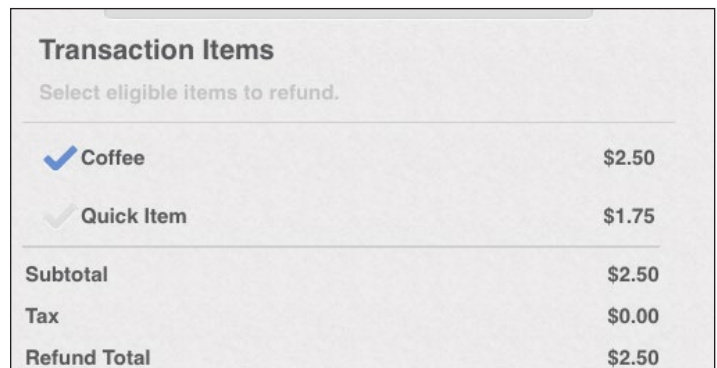 Transaction Items
Select eligible items to refund.
Coffee $2.50
Quick Item $1.75
Subtotal $2.50
Tax $0.00
Refund Total $2.50